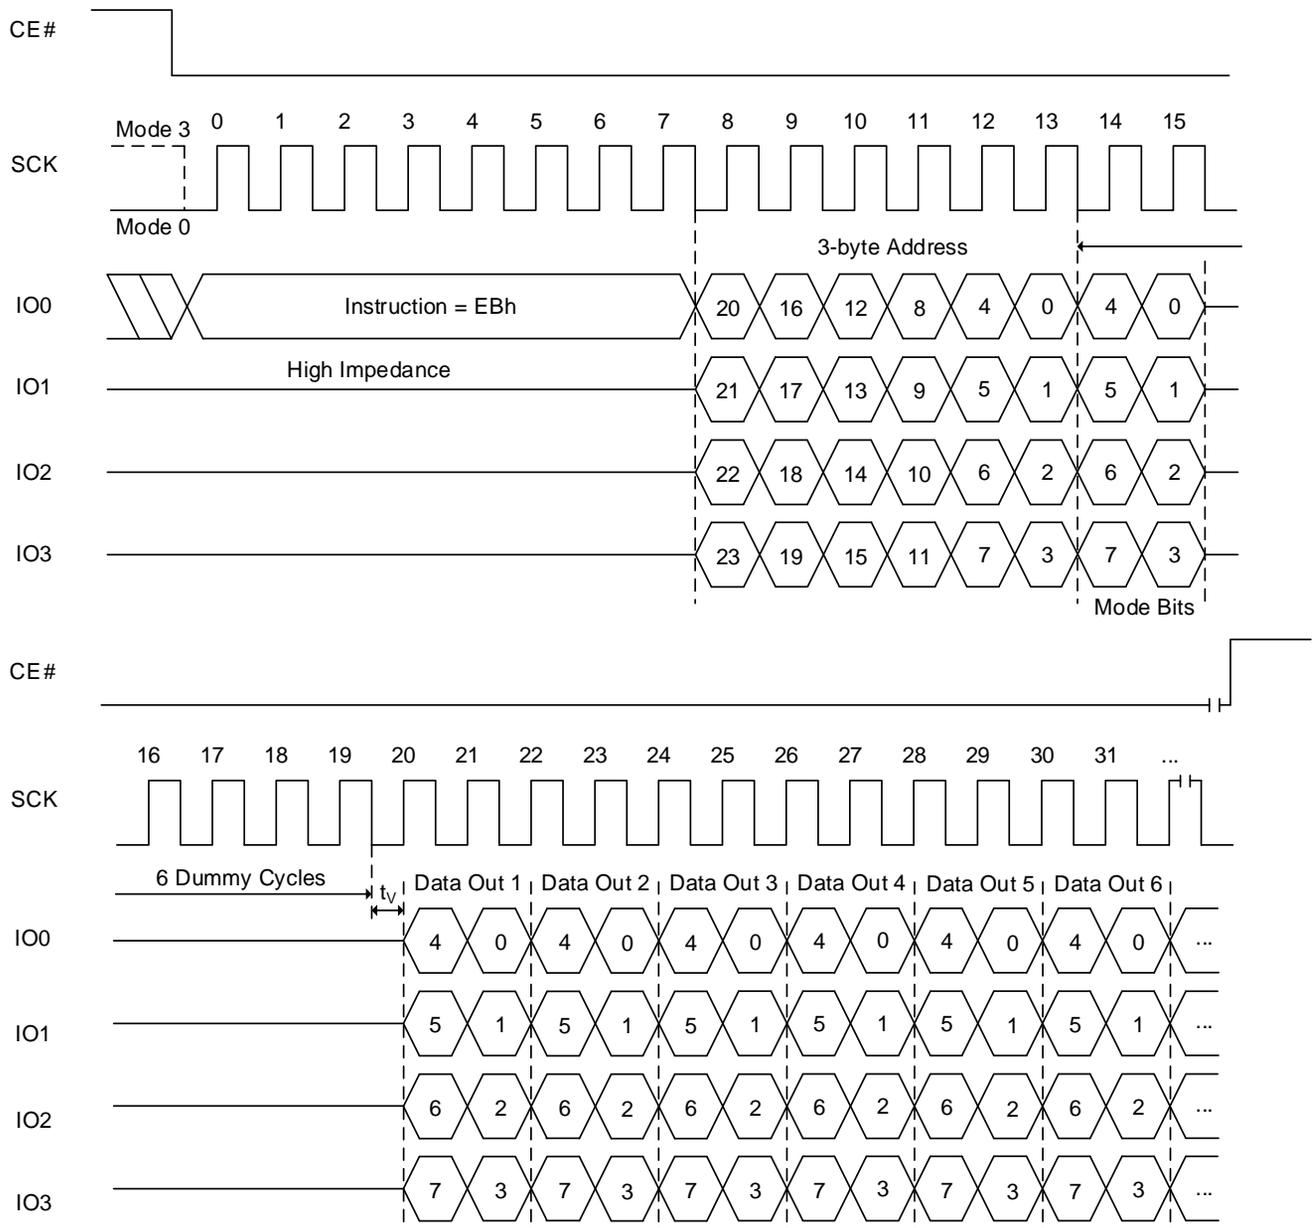 CE#
Mode 3 0 1 2 3 4 5 6 7 8 9 10 11 12 13 14 15
SCK
Mode 0
3-byte Address
IO0 Instruction = EBh 20 16 12 8 4 0 4 0
High Impedance
IO1 21 17 13 9 5 1 5 1
IO2 22 18 14 10 6 2 6 2
IO3 23 19 15 11 7 3 7 3
Mode Bits
CE#
16 17 18 19 20 21 22 23 24 25 26 27 28 29 30 31 ...
SCK
6 Dummy Cycles tV Data Out 1 Data Out 2 Data Out 3 Data Out 4 Data Out 5 Data Out 6
IO0 4 0 4 0 4 0 4 0 4 0 4 0 ...
IO1 5 1 5 1 5 1 5 1 5 1 5 1 ...
IO2 6 2 6 2 6 2 6 2 6 2 6 2 ...
IO3 7 3 7 3 7 3 7 3 7 3 7 3 ...